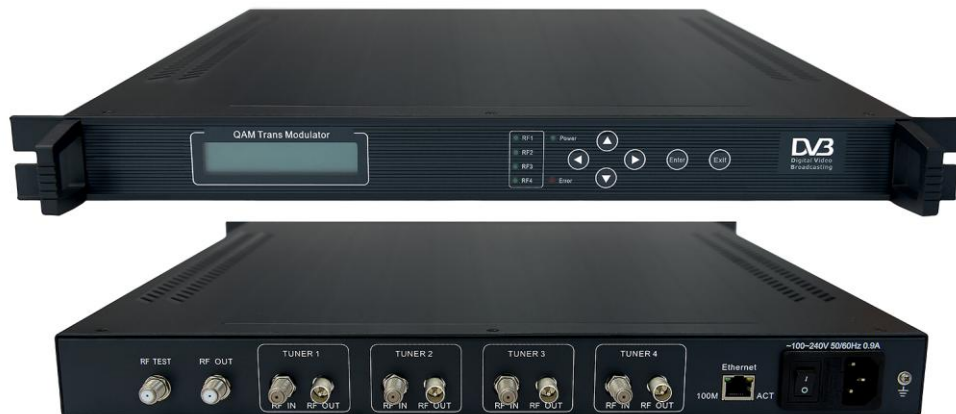 QAM Trans Modulator
RF1
Power
RF2
RF3
RF4
Error
Enter
Exit
DVB
Digital Video
Broadcasting
RF TEST
RF OUT
TUNER 1
RF IN
RF OUT
TUNER 2
RF IN
RF OUT
TUNER 3
RF IN
RF OUT
TUNER 4
RF IN
RF OUT
Ethernet
100M
ACT
~100~240V 50/60Hz 0.9A